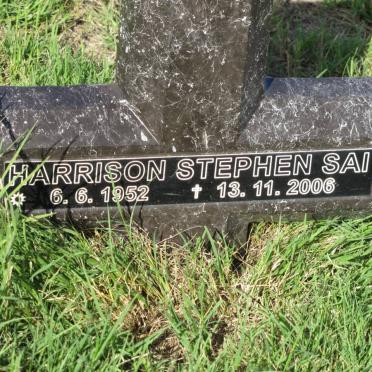 HARRISON STEPHEN SAI
6. 6. 1952 ✝ 13. 11. 2006